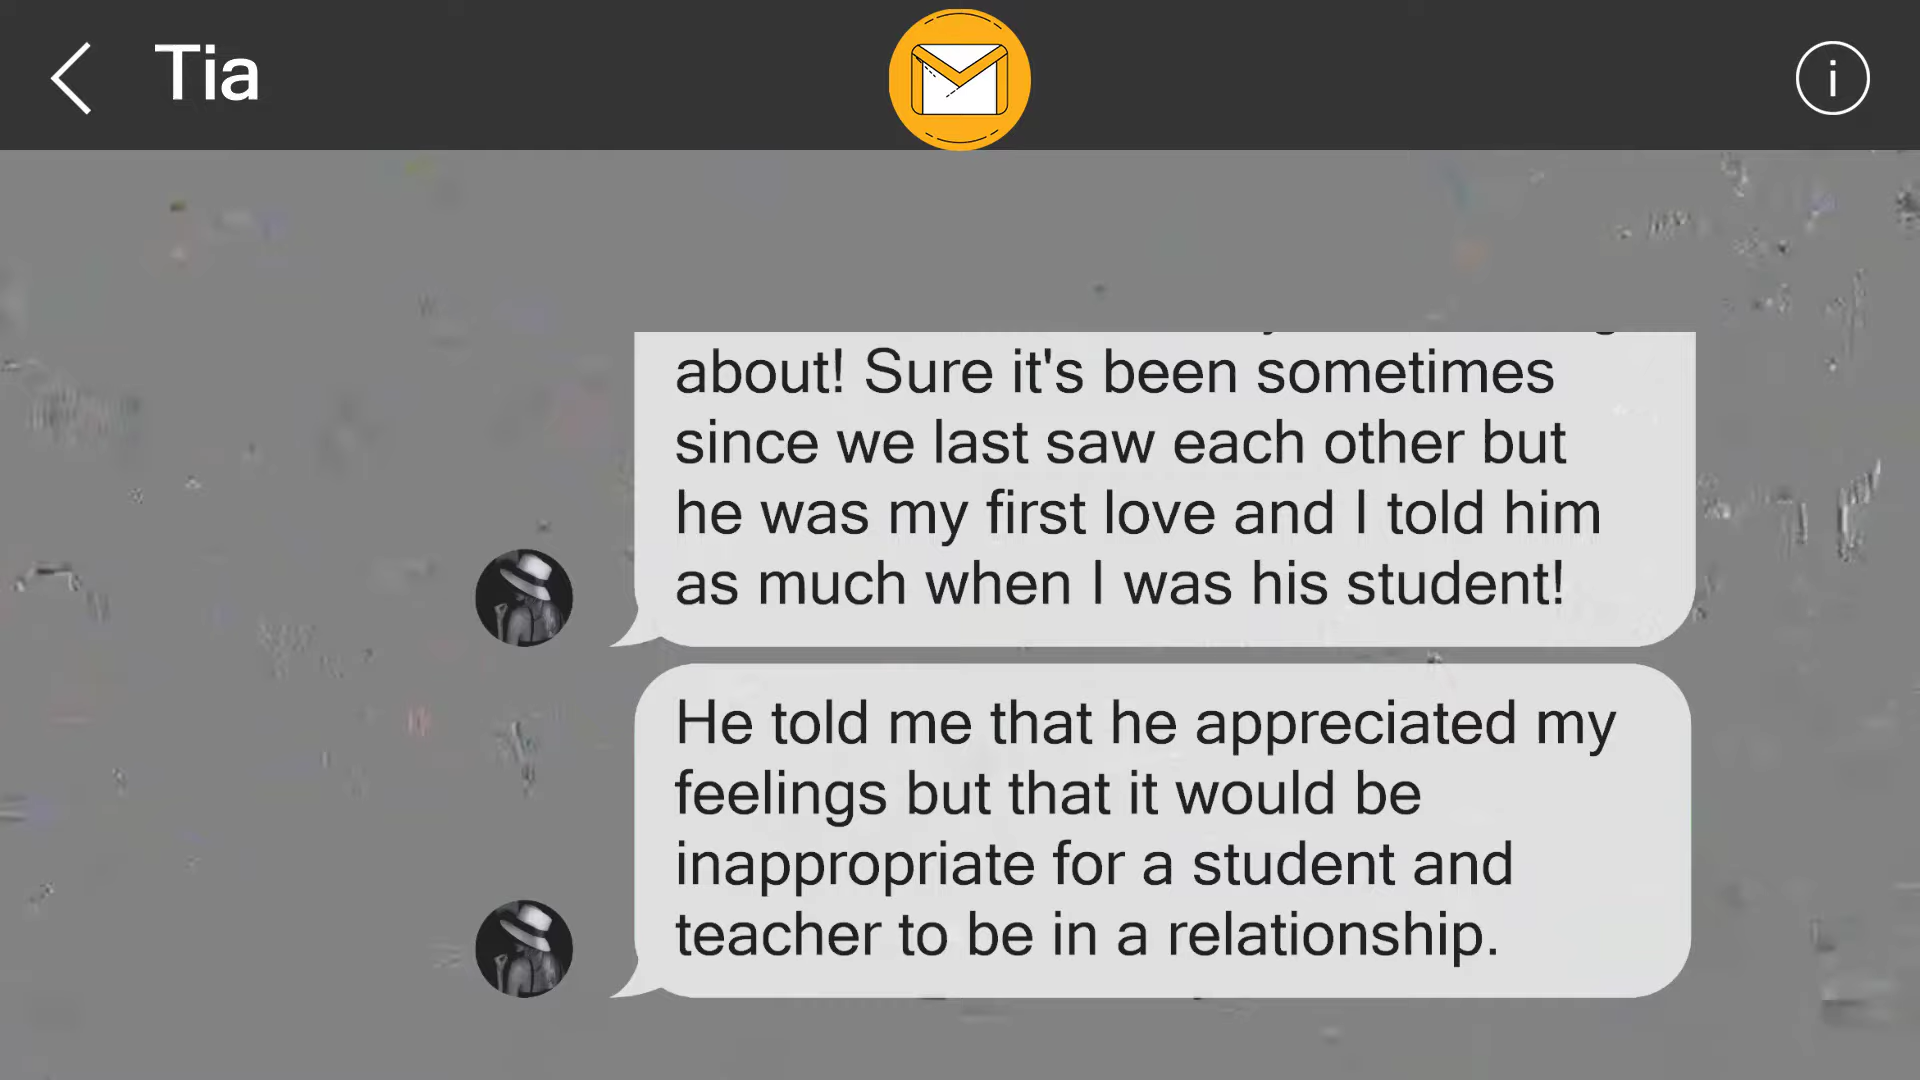 Tia
about! Sure it's been sometimes
since we last saw each other but
he was my first love and I told him
as much when I was his student!
He told me that he appreciated my
feelings but that it would be
inappropriate for a student and
teacher to be in a relationship.